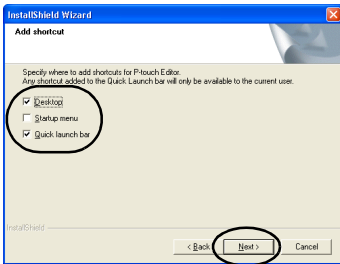 InstallShield Wizard
Add shortcut
Specify where to add shortcuts for P-touch Editor.
Any shortcut added to the Quick Launch bar will only be available to the current user.
Desktop
Startup menu
Quick launch bar
InstallShield
< Back
Next >
Cancel